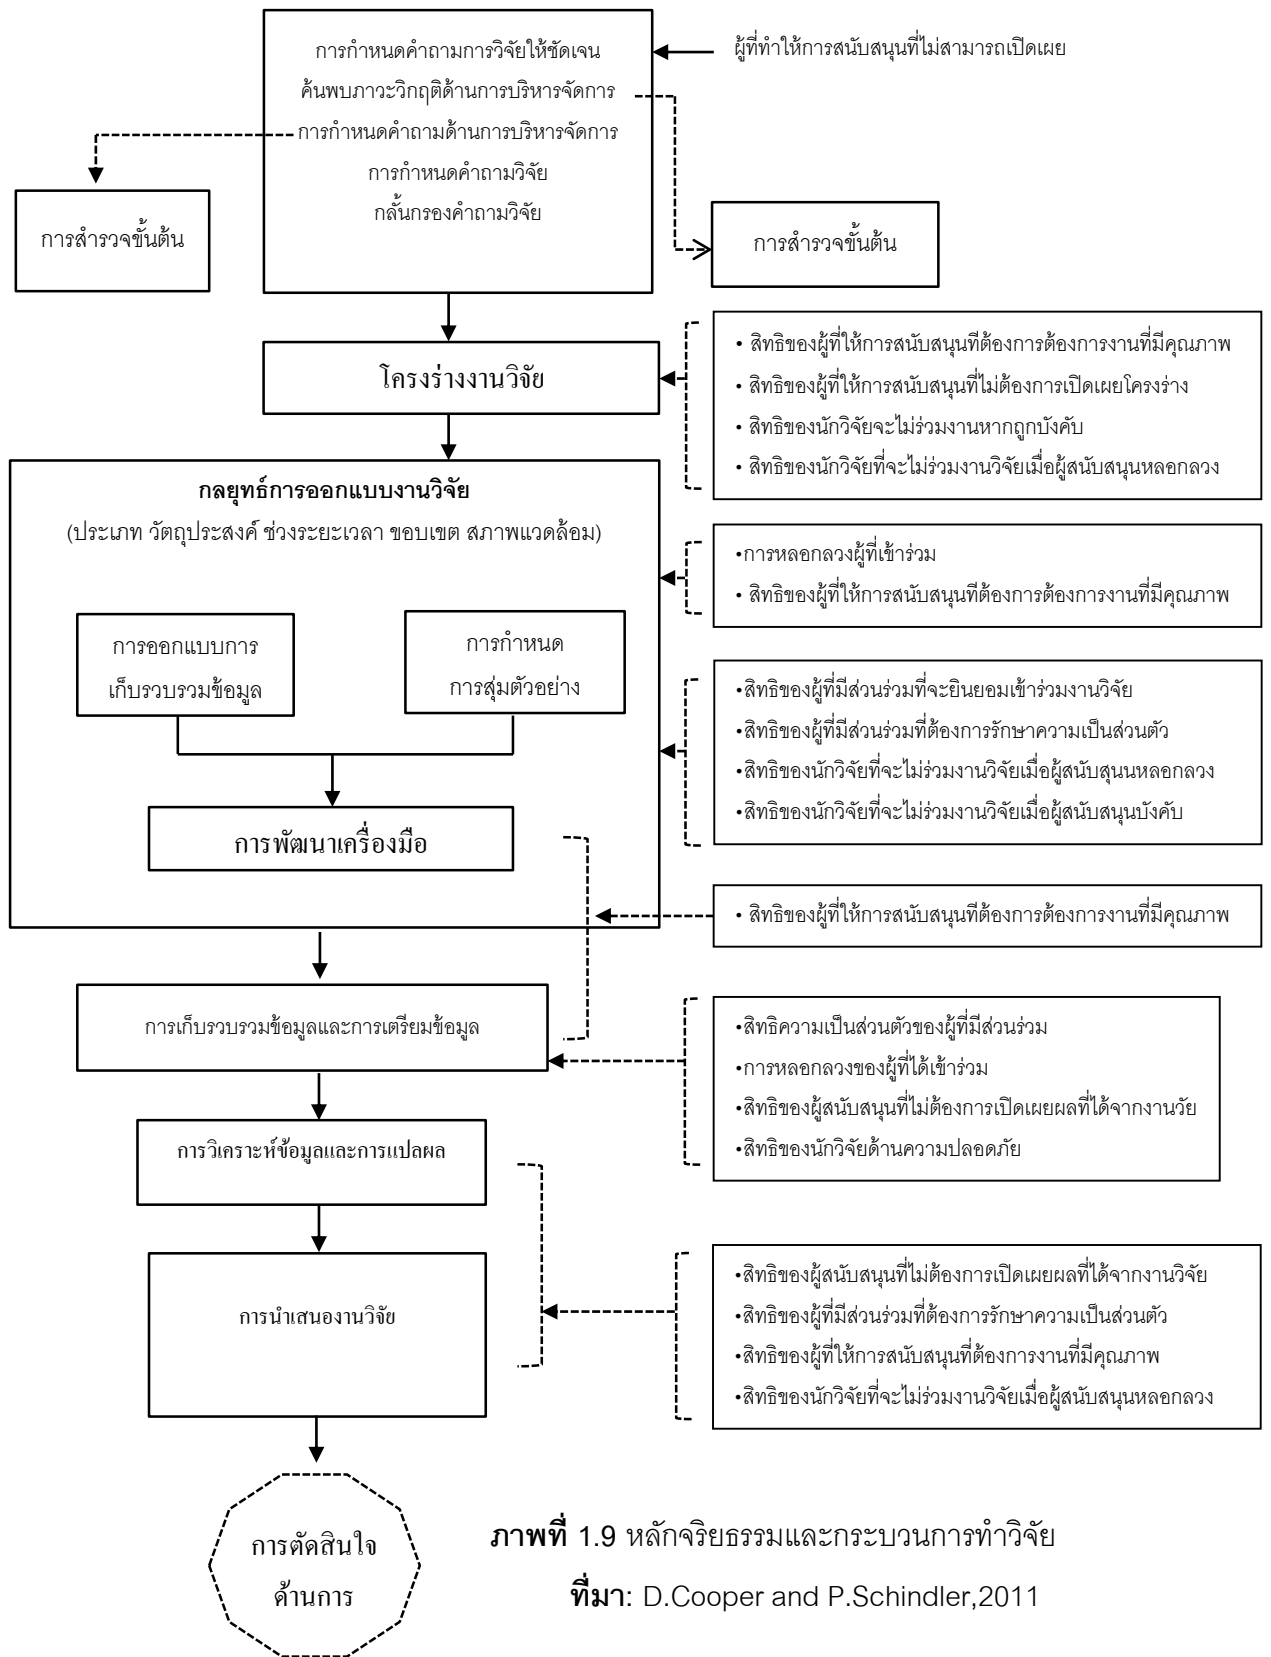 การกำหนดคำถามการวิจัยให้ชัดเจน
ค้นพบภาวะวิกฤติด้านการบริหารจัดการ
การกำหนดคำถามด้านการบริหารจัดการ
การกำหนดคำถามวิจัย
กลั้นกรองคำถามวิจัย
ผู้ที่ทำให้การสนับสนุนที่ไม่สามารถเปิดเผย
การสำรวจขั้นต้น
การสำรวจขั้นต้น
โครงร่างงานวิจัย
• สิทธิของผู้ที่ให้การสนับสนุนทีต้องการต้องการงานที่มีคุณภาพ
• สิทธิของผู้ที่ให้การสนับสนุนที่ไม่ต้องการเปิดเผยโครงร่าง
• สิทธิของนักวิจัยจะไม่ร่วมงานหากถูกบังคับ
• สิทธิของนักวิจัยที่จะไม่ร่วมงานวิจัยเมื่อผู้สนับสนุนหลอกลวง
กลยุทธ์การออกแบบงานวิจัย
(ประเภท วัตถุประสงค์ ช่วงระยะเวลา ขอบเขต สภาพแวดล้อม)
•การหลอกลวงผู้ที่เข้าร่วม
• สิทธิของผู้ที่ให้การสนับสนุนทีต้องการต้องการงานที่มีคุณภาพ
การออกแบบการ
เก็บรวบรวมข้อมูล
การกำหนด
การสุ่มตัวอย่าง
•สิทธิของผู้ที่มีส่วนร่วมที่จะยินยอมเข้าร่วมงานวิจัย
•สิทธิของผู้ที่มีส่วนร่วมที่ต้องการรักษาความเป็นส่วนตัว
•สิทธิของนักวิจัยที่จะไม่ร่วมงานวิจัยเมื่อผู้สนับสุนนหลอกลวง
•สิทธิของนักวิจัยที่จะไม่ร่วมงานวิจัยเมื่อผู้สนับสนุนบังคับ
การพัฒนาเครื่องมือ
• สิทธิของผู้ที่ให้การสนับสนุนทีต้องการต้องการงานที่มีคุณภาพ
การเก็บรวบรวมข้อมูลและการเตรียมข้อมูล
•สิทธิความเป็นส่วนตัวของผู้ที่มีส่วนร่วม
•การหลอกลวงของผู้ที่ได้เข้าร่วม
•สิทธิของผู้สนับสนุนที่ไม่ต้องการเปิดเผยผลที่ได้จากงานวัย
•สิทธิของนักวิจัยด้านความปลอดภัย
การวิเคราะห์ข้อมูลและการแปลผล
การนำเสนองานวิจัย
•สิทธิของผู้สนับสนุนที่ไม่ต้องการเปิดเผยผลที่ได้จากงานวิจัย
•สิทธิของผู้ที่มีส่วนร่วมที่ต้องการรักษาความเป็นส่วนตัว
•สิทธิของผู้ที่ให้การสนับสนุนที่ต้องการงานที่มีคุณภาพ
•สิทธิของนักวิจัยที่จะไม่ร่วมงานวิจัยเมื่อผู้สนับสนุนหลอกลวง
การตัดสินใจ
ด้านการ
ภาพที่ 1.9 หลักจริยธรรมและกระบวนการทำวิจัย
ที่มา: D.Cooper and P.Schindler,2011